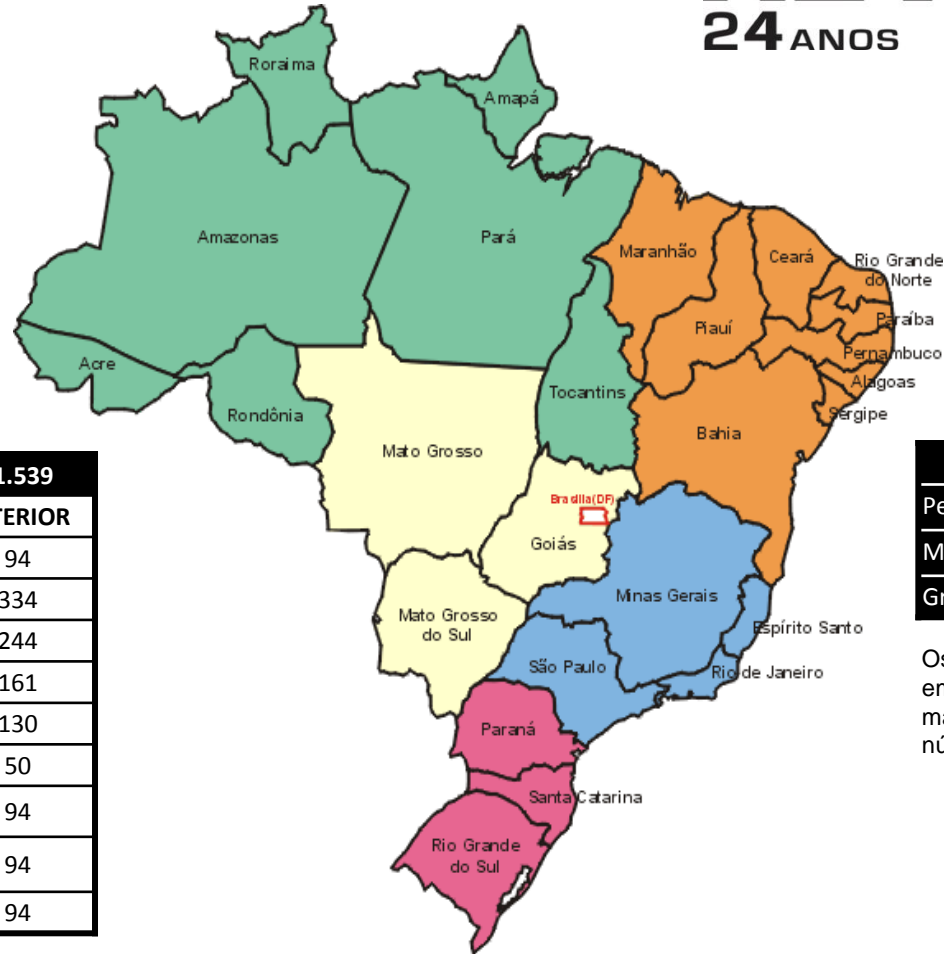 24 ANOS
Roraima
Amapá
Amazonas
Pará
Maranhão
Ceará
Rio Grande
do Norte
Piauí
Paraíba
Pernambuco
Acre
Alagoas
Tocantins
Rondônia
Sergipe
Bahia
Mato Grosso
Brasília(DF)
Goiás
Minas Gerais
Mato Grosso
do Sul
Espírito Santo
São Paulo
Rio de Janeiro
Paraná
Santa Catarina
Rio Grande
do Sul
1.539
TERIOR
94
334
244
161
130
50
94
94
94
Pe
M
Gr
Os
en
ma
nú